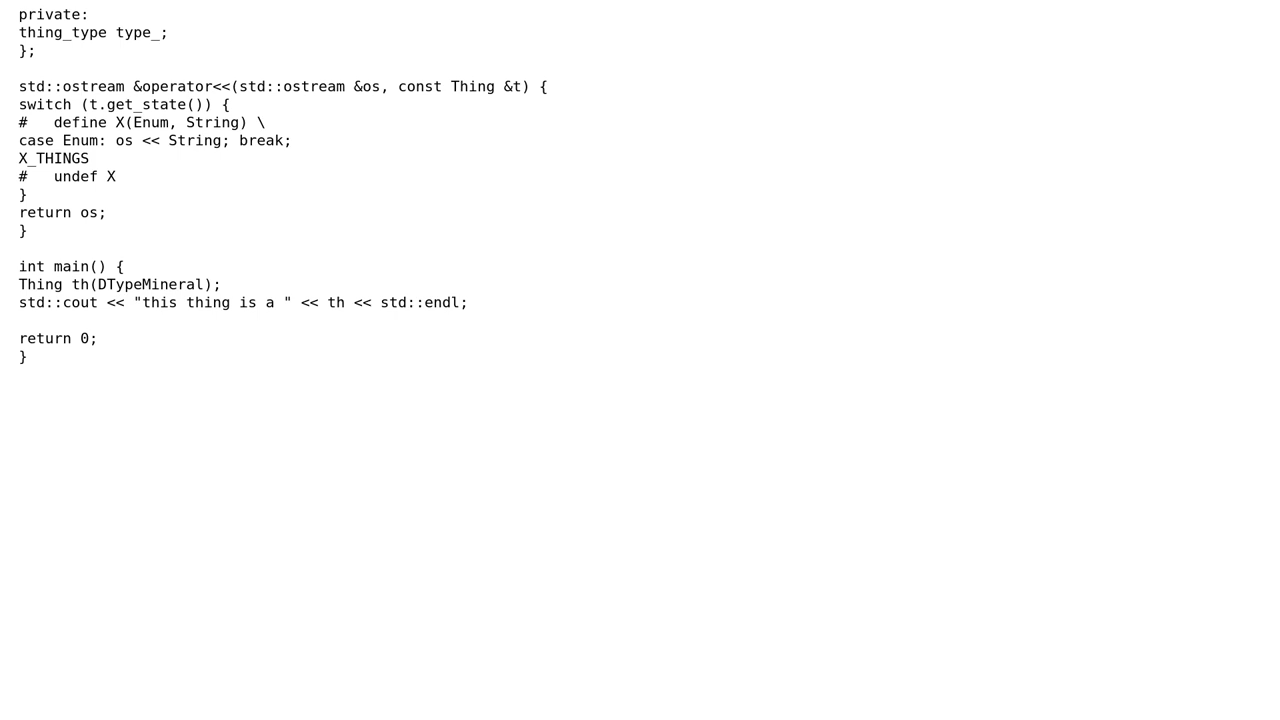 private:
thing_type type_;
};

std::ostream &operator<<(std::ostream &os, const Thing &t) {
switch (t.get_state()) {
#   define X(Enum, String) \
case Enum: os << String; break;
X_THINGS
#   undef X
}
return os;
}

int main() {
Thing th(DTypeMineral);
std::cout << "this thing is a " << th << std::endl;

return 0;
}